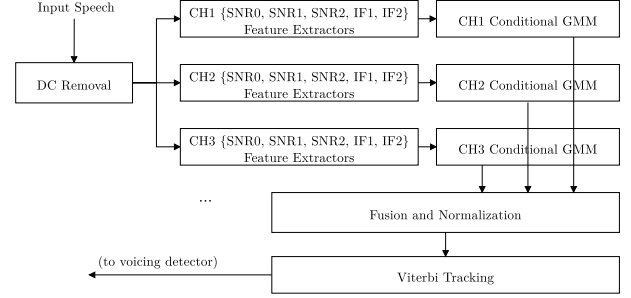 Input Speech
DC Removal
CH1 {SNR0, SNR1, SNR2, IF1, IF2}
Feature Extractors
CH1 Conditional GMM
CH2 {SNR0, SNR1, SNR2, IF1, IF2}
Feature Extractors
CH2 Conditional GMM
CH3 {SNR0, SNR1, SNR2, IF1, IF2}
Feature Extractors
CH3 Conditional GMM
...
Fusion and Normalization
(to voicing detector)
Viterbi Tracking